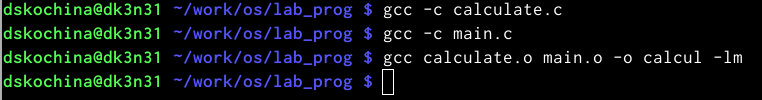 dskochina@dk3n31 ~/work/os/lab_prog $ gcc -c calculate.c
dskochina@dk3n31 ~/work/os/lab_prog $ gcc -c main.c
dskochina@dk3n31 ~/work/os/lab_prog $ gcc calculate.o main.o -o calcul -lm
dskochina@dk3n31 ~/work/os/lab_prog $